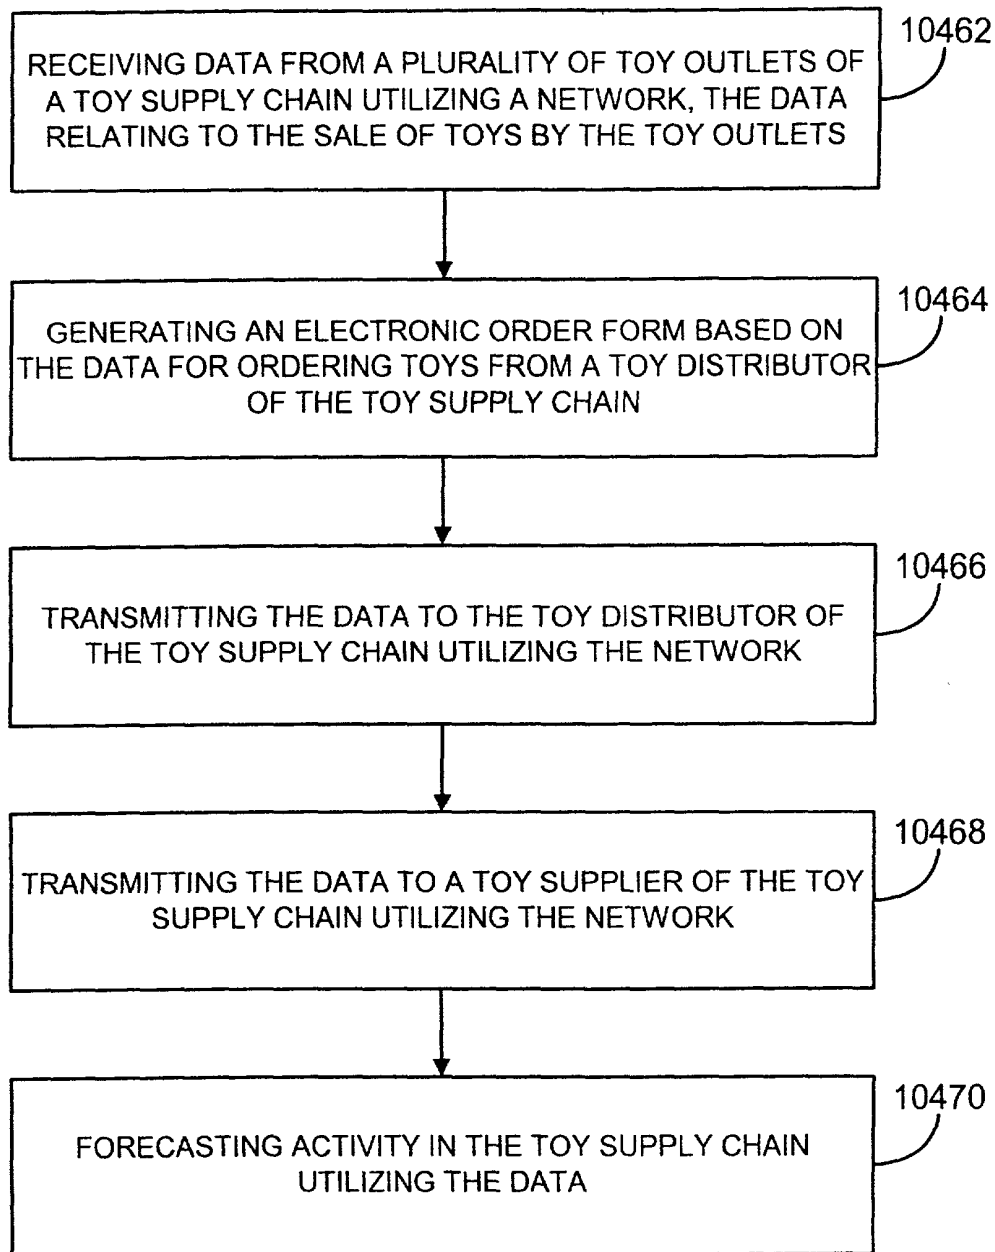 10462
RECEIVING DATA FROM A PLURALITY OF TOY OUTLETS OF
A TOY SUPPLY CHAIN UTILIZING A NETWORK, THE DATA
RELATING TO THE SALE OF TOYS BY THE TOY OUTLETS
10464
GENERATING AN ELECTRONIC ORDER FORM BASED ON
THE DATA FOR ORDERING TOYS FROM A TOY DISTRIBUTOR
OF THE TOY SUPPLY CHAIN
10466
TRANSMITTING THE DATA TO THE TOY DISTRIBUTOR OF
THE TOY SUPPLY CHAIN UTILIZING THE NETWORK
10468
TRANSMITTING THE DATA TO A TOY SUPPLIER OF THE TOY
SUPPLY CHAIN UTILIZING THE NETWORK
10470
FORECASTING ACTIVITY IN THE TOY SUPPLY CHAIN
UTILIZING THE DATA